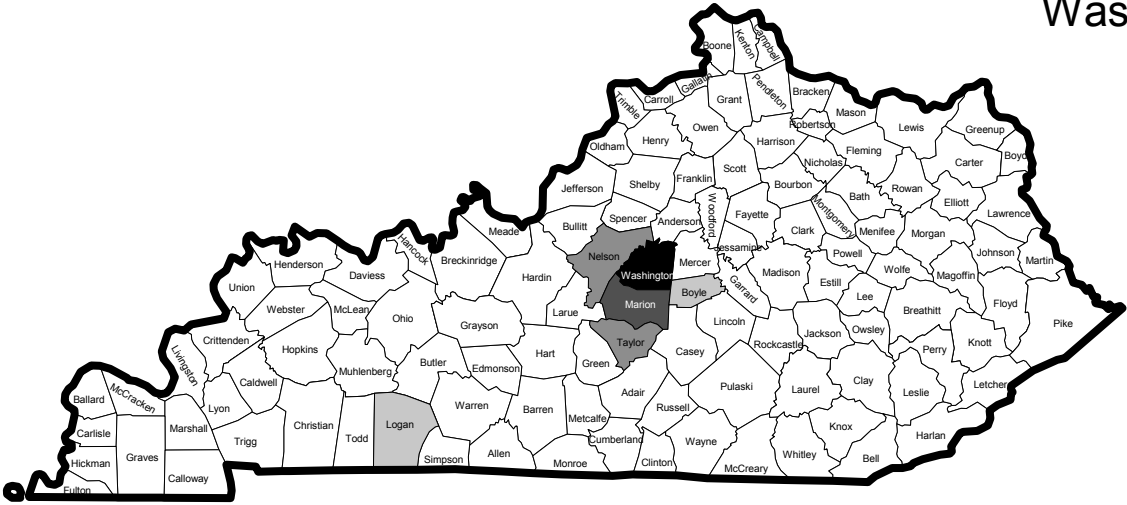 Was
Boone
Kenton
Campbell
Gallatin
Carroll
Trimble
Grant
Pendleton
Bracken
Mason
Robertson
Lewis
Greenup
Owen
Henry
Oldham
Harrison
Fleming
Nicholas
Carter
Boyd
Jefferson
Shelby
Franklin
Scott
Bourbon
Bath
Rowan
Elliott
Lawrence
Montgomery
Woodford
Spencer
Anderson
Fayette
Clark
Menifee
Morgan
Bullitt
Meade
Hancock
Breckinridge
Nelson
Mercer
Jessamine
Powell
Johnson
Martin
Henderson
Daviess
Hardin
Washington
Madison
Wolfe
Magoffin
Union
Estill
Garrard
Boyle
Lee
Floyd
Webster
McLean
Ohio
Larue
Marion
Breathitt
Pike
Grayson
Lincoln
Jackson
Owsley
Crittenden
Hopkins
Taylor
Rockcastle
Perry
Knott
Livingston
Muhlenberg
Butler
Edmonson
Hart
Green
Casey
Caldwell
Pulaski
Laurel
Clay
Leslie
Letcher
Ballard
McCracken
Lyon
Warren
Barren
Adair
Russell
Metcalfe
Carlisle
Marshall
Trigg
Christian
Todd
Logan
Knox
Harlan
Graves
Hickman
Allen
Cumberland
Wayne
Whitley
Bell
Simpson
Monroe
Clinton
McCreary
Calloway
Fulton